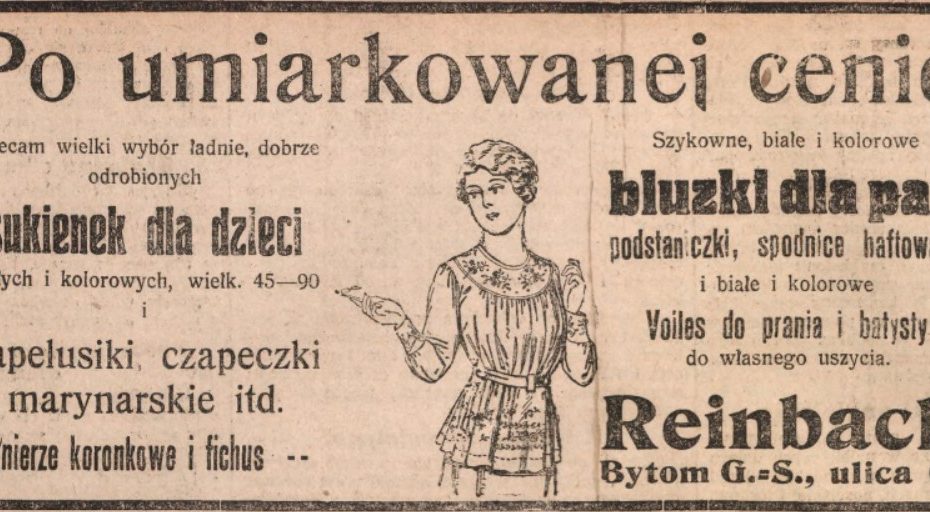 Po umiarkowanej cenie
ecam wielki wybór ładnie, dobrze
odrobionych
sukienek dla dzieci
ych i kolorowych, wielk. 45—90
i
apelusiki, czapeczki
marynarskie itd.
nierze koronkowe i fichus --
Szykowne, białe i kolorowe
bluzki dla pa
podstaniczki, spodnice haftow
i białe i kolorowe
Voiles do prania i batysty
do własnego uszycia.
Reinbach
Bytom G.=S., ulica